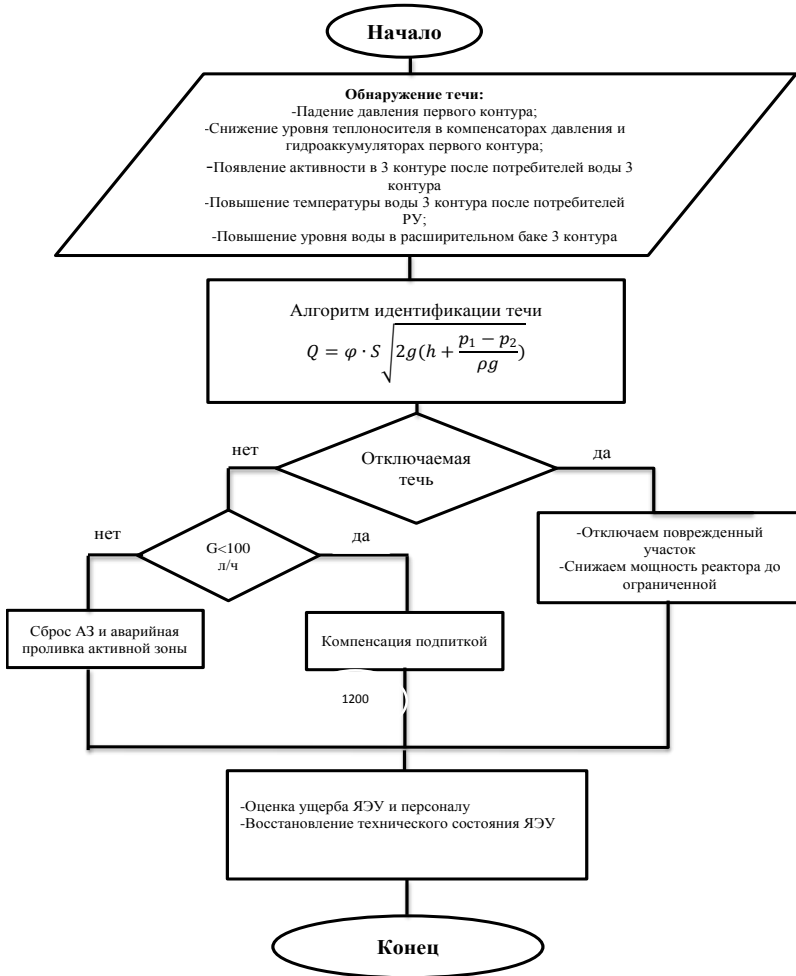 Начало
Обнаружение течи:
-Падение давления первого контура;
-Снижение уровня теплоносителя в компенсаторах давления и
гидроаккумуляторах первого контура;
-Появление активности в 3 контуре после потребителей воды 3
контура
-Повышение температуры воды 3 контура после потребителей
РУ;
-Повышение уровня воды в расширительном баке 3 контура
Алгоритм идентификации течи
Q = φ · S √(2g(h + (p₁ − p₂)/(ρg)))
нет
Отключаемая
течь
да
нет
G<100
л/ч
да
-Отключаем поврежденный
участок
-Снижаем мощность реактора до
ограниченной
Сброс АЗ и аварийная
проливка активной зоны
Компенсация подпиткой
1200
-Оценка ущерба ЯЭУ и персоналу
-Восстановление технического состояния ЯЭУ
Конец